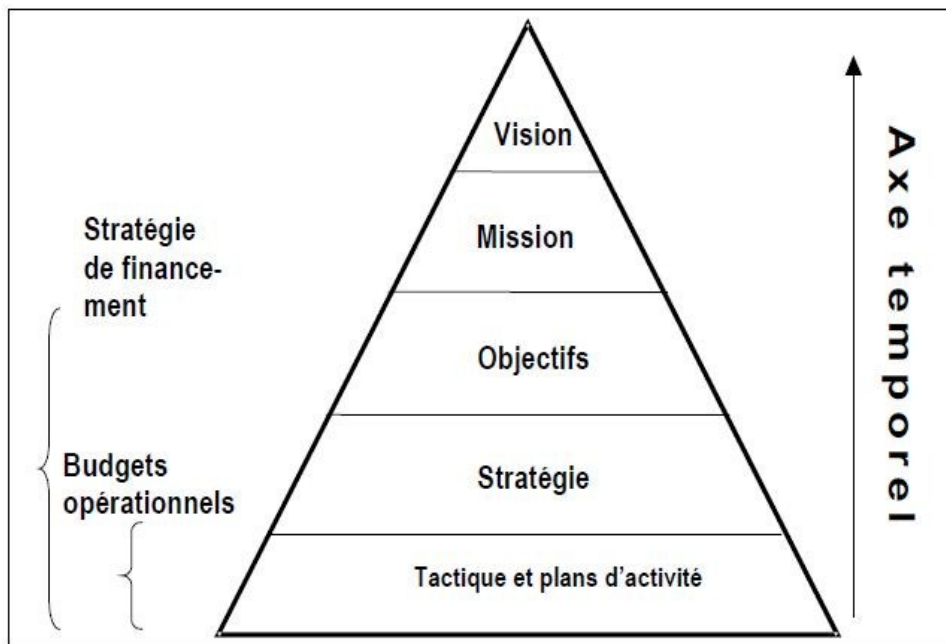 Vision
Mission
Objectifs
Stratégie
Tactique et plans d'activité
Stratégie
de finance-
ment
Budgets
opérationnels
Axe temporel